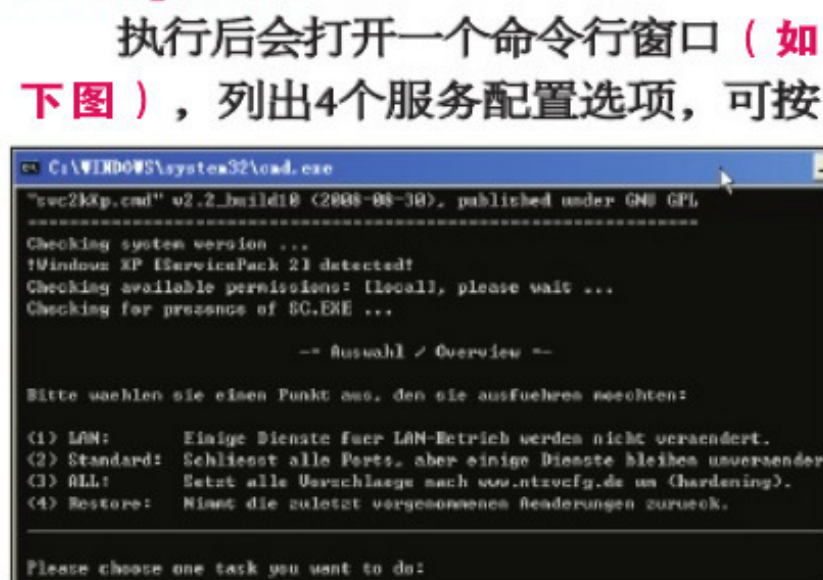 执行后会打开一个命令行窗口（如
下图），列出4个服务配置选项，可按
C:\WINDOWS\system32\cmd.exe
"svc2kXp.cmd" v2.2_build10 (2008-08-30), published under GNU GPL
Checking system version ...
!Windows XP [ServicePack 2] detected!
Checking available permissions: [local], please wait ...
Checking for presence of SC.EXE ...
-= Auswahl / Overview =-
Bitte waehlen sie einen Punkt aus, den sie ausfuehren moechten:
(1) LAN: Einige Dienste fuer LAN-Betrieb werden nicht veraendert.
(2) Standard: Schliesst alle Ports, aber einige Dienste bleiben unveraender
(3) ALL: Setzt alle Vorschlaege nach www.ntsvcfg.de um (hardening).
(4) Restore: Nimmt die zuletzt vorgenommenen Aenderungen zurueck.
Please choose one task you want to do: